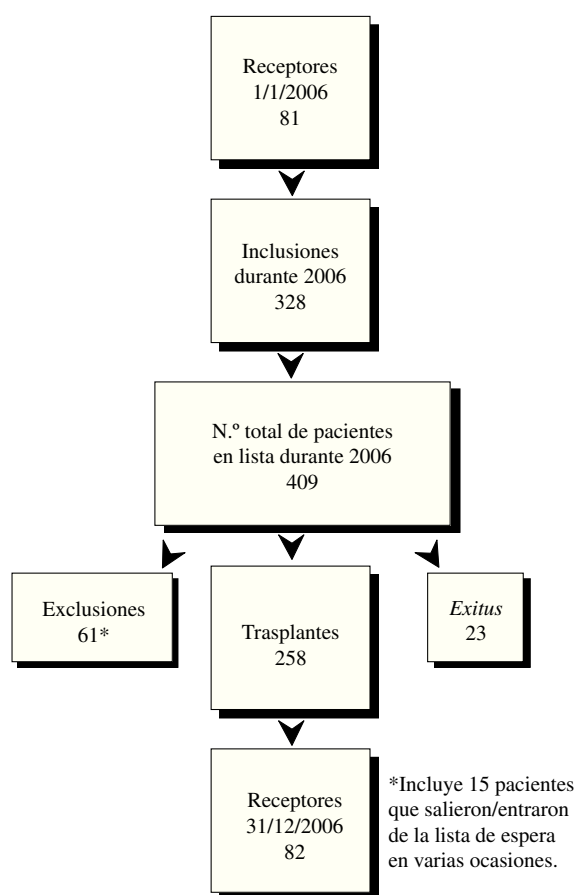 Receptores
1/1/2006
81
Inclusiones
durante 2006
328
N.º total de pacientes
en lista durante 2006
409
Exclusiones
61*
Trasplantes
258
Exitus
23
Receptores
31/12/2006
82
*Incluye 15 pacientes
que salieron/entraron
de la lista de espera
en varias ocasiones.